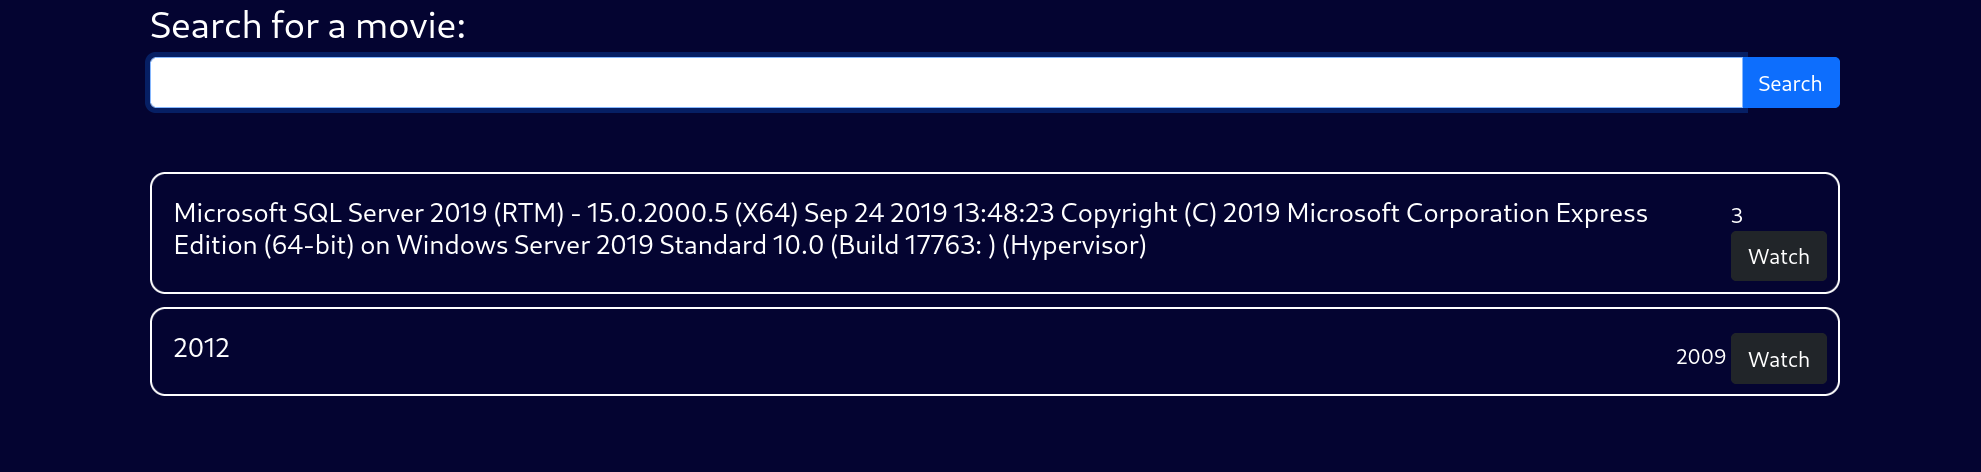 Search for a movie:
Search
Microsoft SQL Server 2019 (RTM) - 15.0.2000.5 (X64) Sep 24 2019 13:48:23 Copyright (C) 2019 Microsoft Corporation Express
Edition (64-bit) on Windows Server 2019 Standard 10.0 (Build 17763: ) (Hypervisor)
3
Watch
2012
2009 Watch